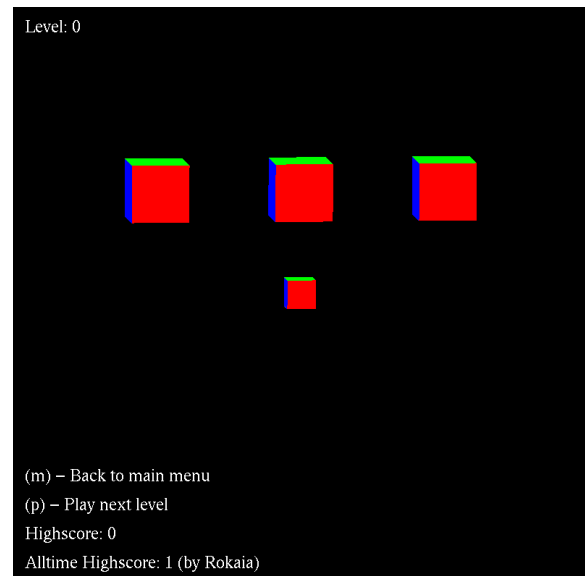 Level: 0
(m) – Back to main menu
(p) – Play next level
Highscore: 0
Alltime Highscore: 1 (by Rokaia)